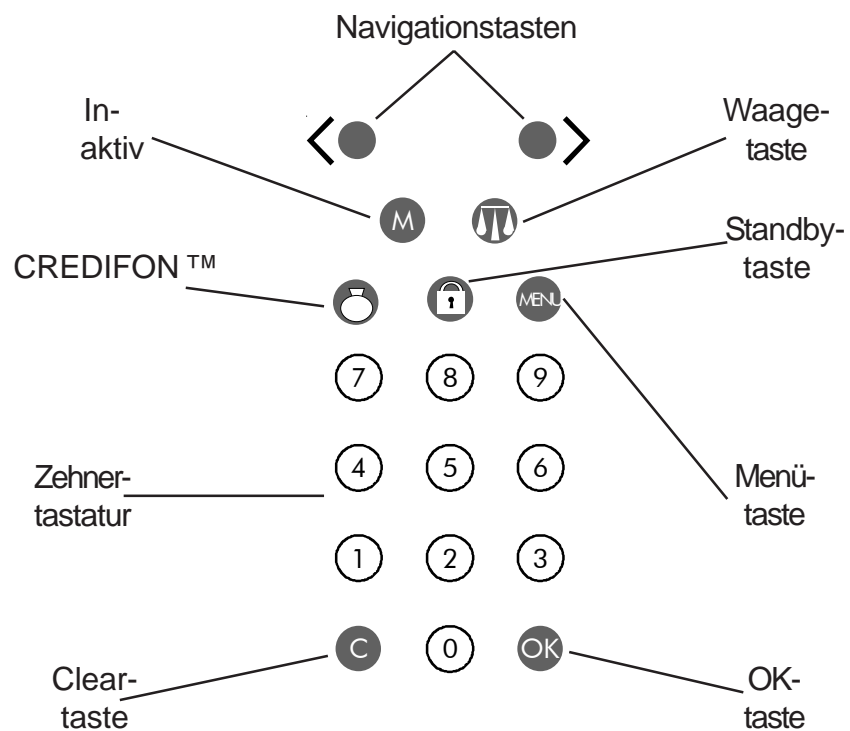 Navigationstasten
In-
aktiv
Waage-
taste
M
Standby-
taste
CREDIFON ™
MENU
7 8 9
4 5 6
Zehner-
tastatur
Menü-
taste
1 2 3
C 0 OK
Clear-
taste
OK-
taste